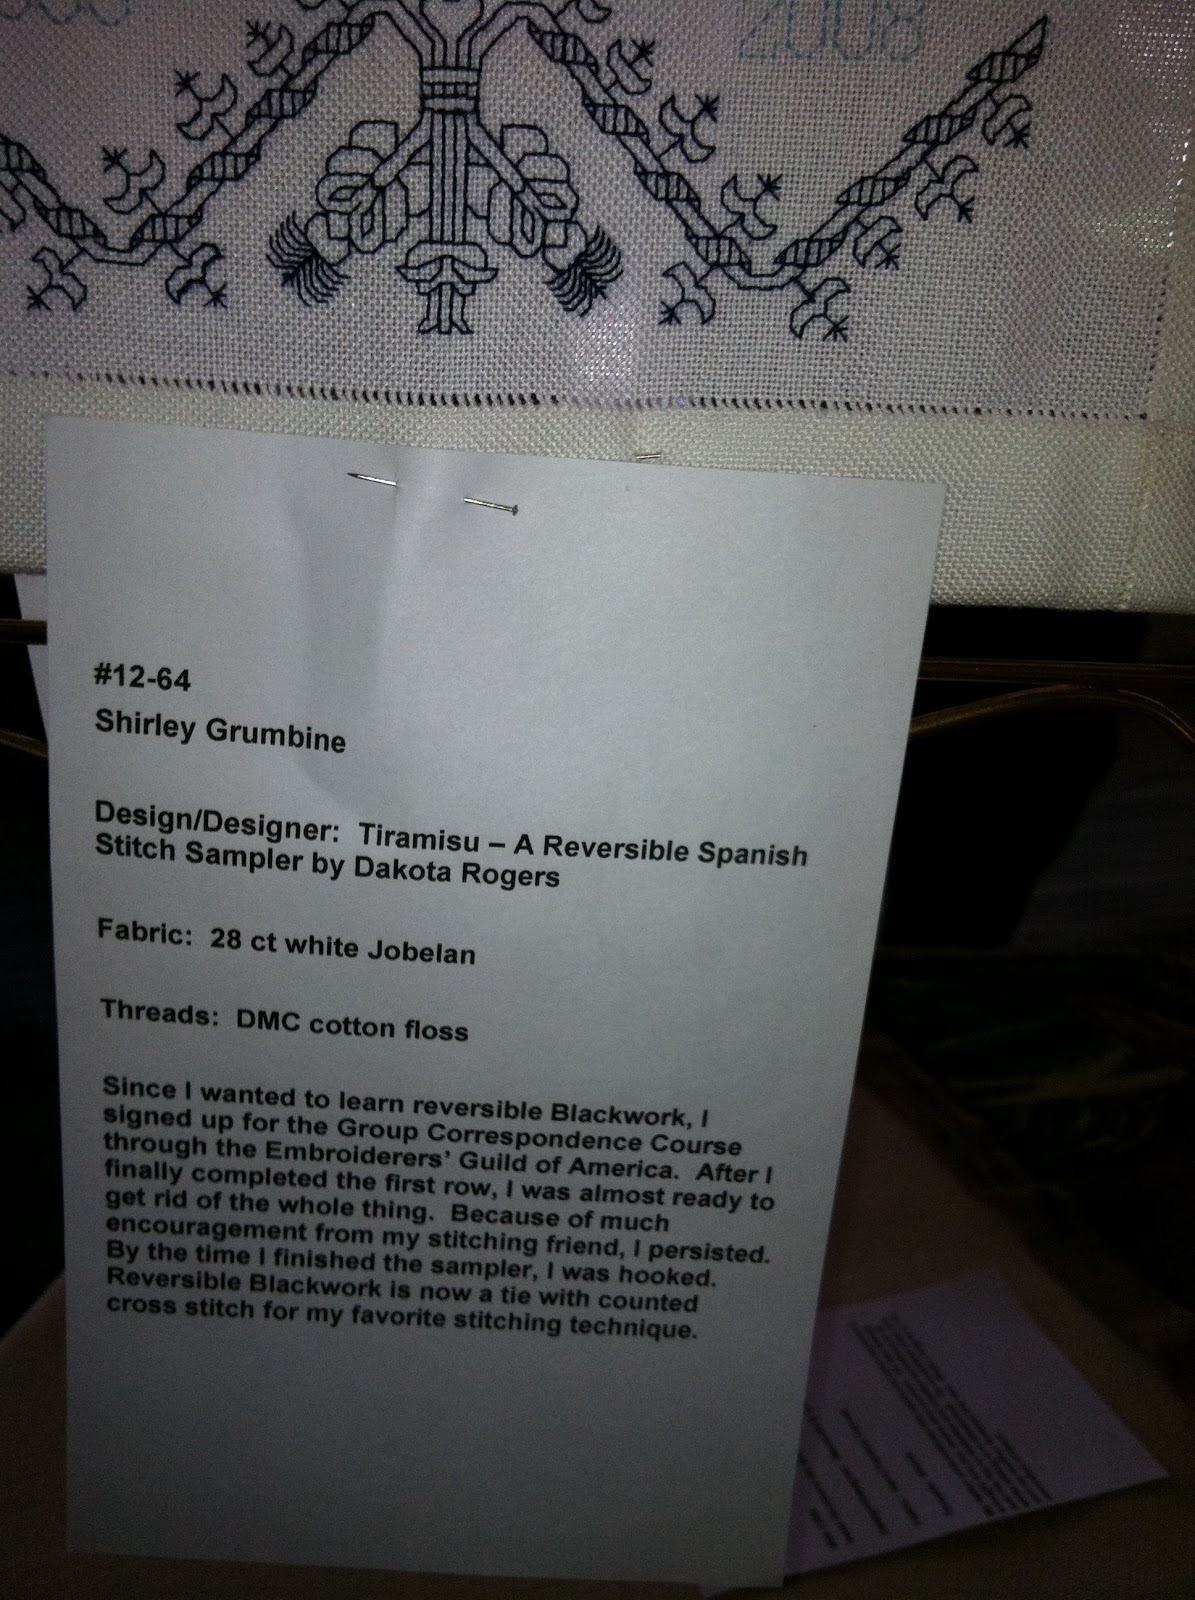 2008
#12-64
Shirley Grumbine
Design/Designer: Tiramisu – A Reversible Spanish
Stitch Sampler by Dakota Rogers
Fabric: 28 ct white Jobelan
Threads: DMC cotton floss
Since I wanted to learn reversible Blackwork, I
signed up for the Group Correspondence Course
through the Embroiderers' Guild of America. After I
finally completed the first row, I was almost ready to
get rid of the whole thing. Because of much
encouragement from my stitching friend, I persisted.
By the time I finished the sampler, I was hooked.
Reversible Blackwork is now a tie with counted
cross stitch for my favorite stitching technique.